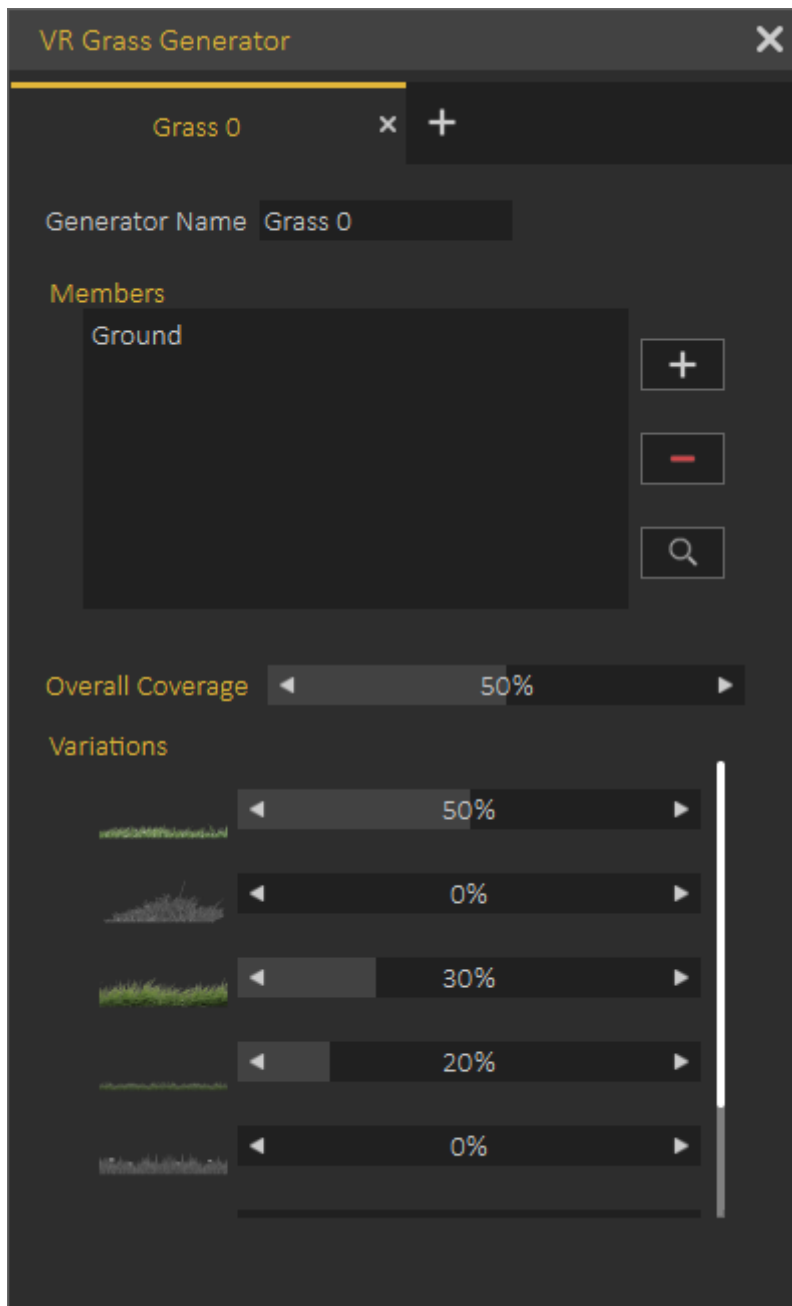 VR Grass Generator
Grass 0
Generator Name Grass 0
Members
Ground
Overall Coverage 50%
Variations
50%
0%
30%
20%
0%